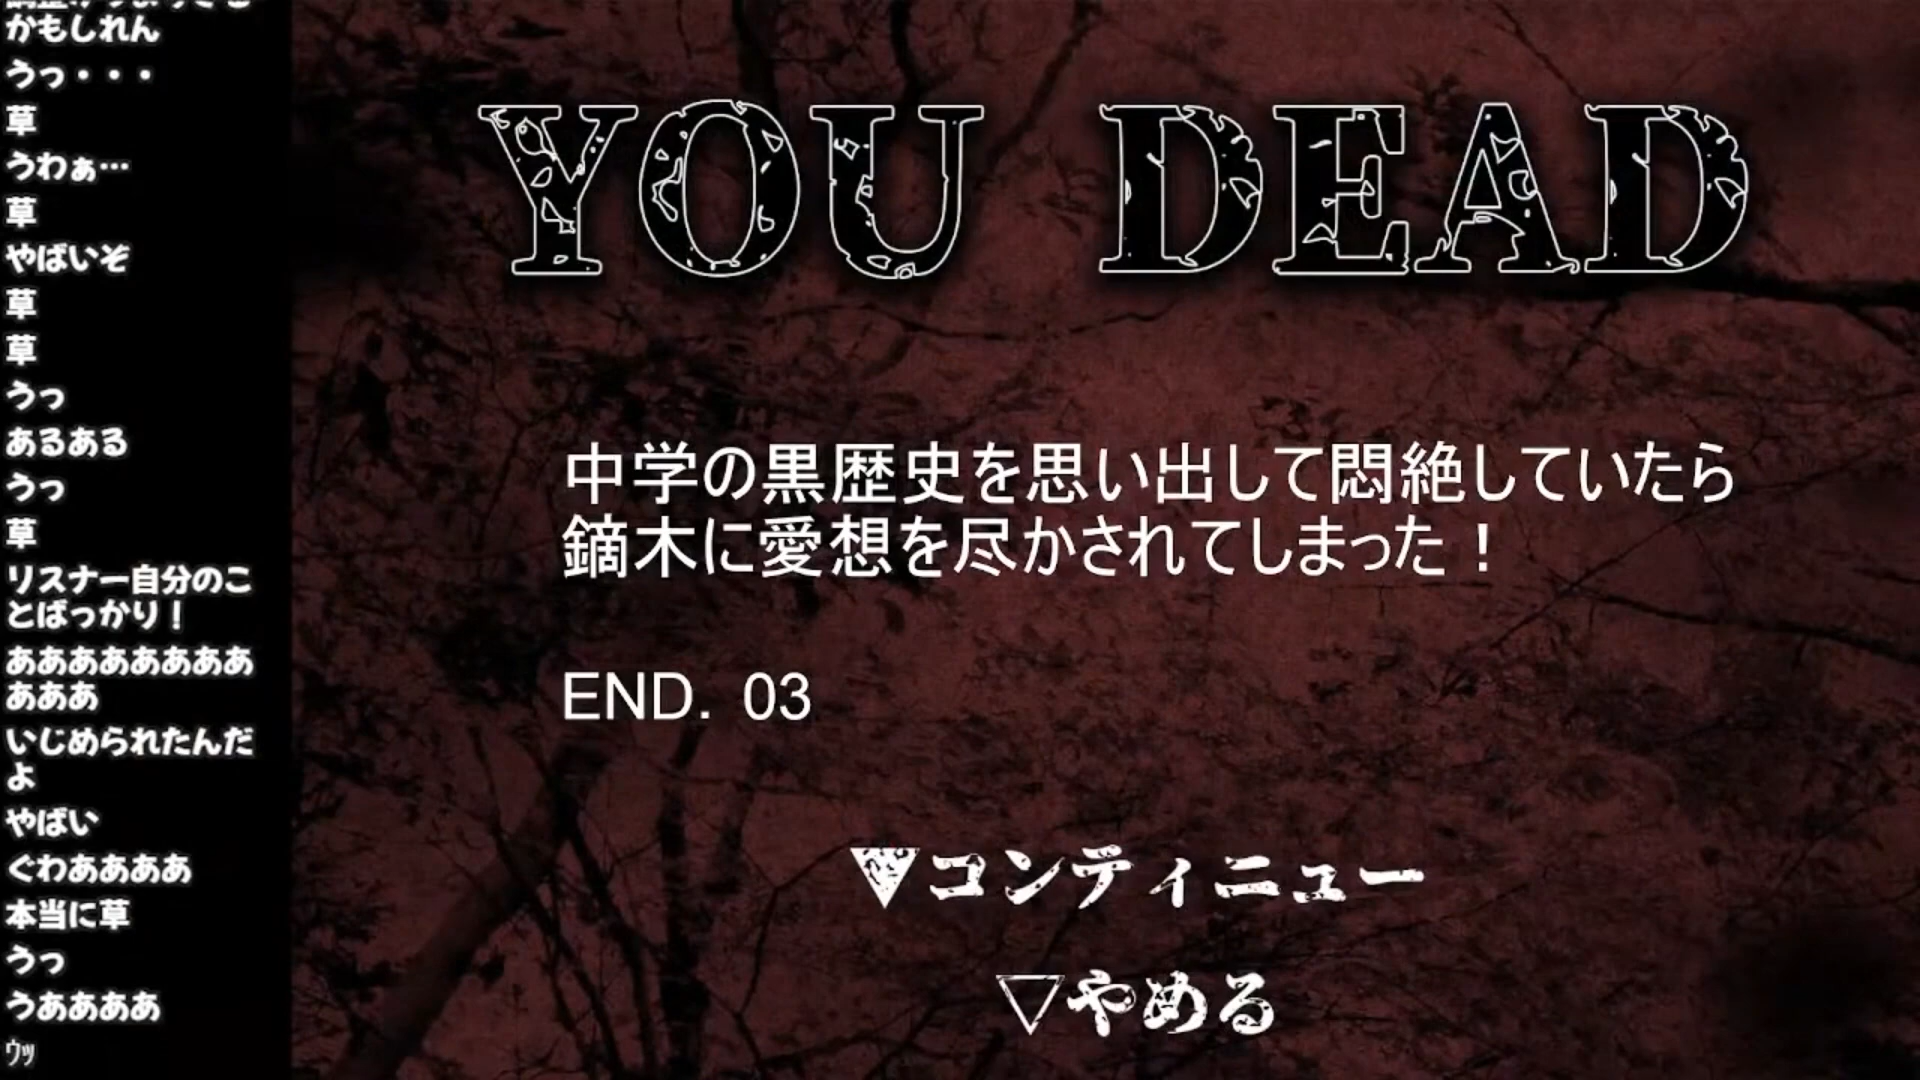 かもしれん
うっ・・・
草
うわぁ…
草
やばいぞ
草
草
うっ
あるある
うっ
草
リスナー自分のこ
とばっかり！
ああああああああ
あああ
いじめられたんだ
よ
やばい
ぐわああああ
本当に草
うっ
うああああ
ｳｯ
YOU DEAD
中学の黒歴史を思い出して悶絶していたら
鏑木に愛想を尽かされてしまった！
END. 03
▼コンティニュー
▽やめる